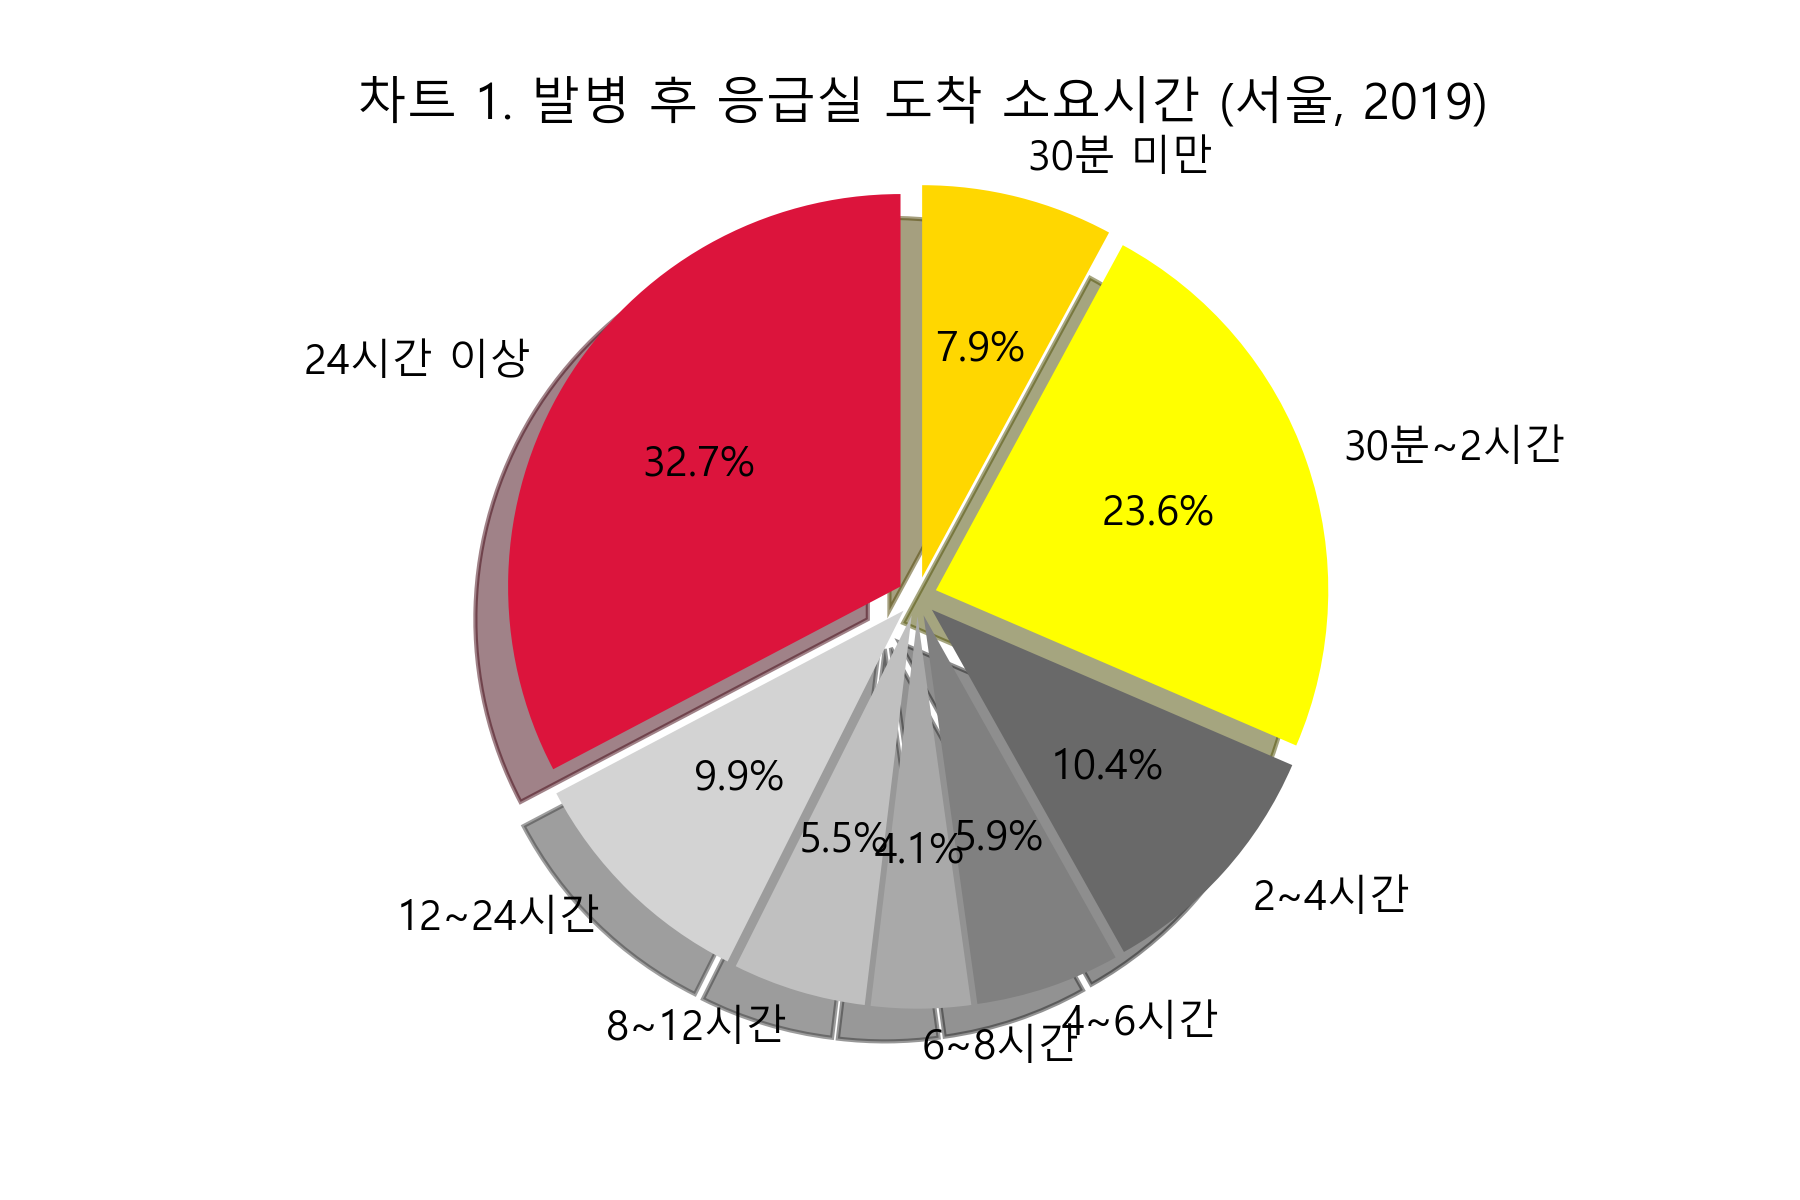 차트 1. 발병 후 응급실 도착 소요시간 (서울, 2019)
30분 미만
7.9%
30분~2시간
23.6%
2~4시간
10.4%
4~6시간
5.9%
6~8시간
4.1%
8~12시간
5.5%
12~24시간
9.9%
24시간 이상
32.7%